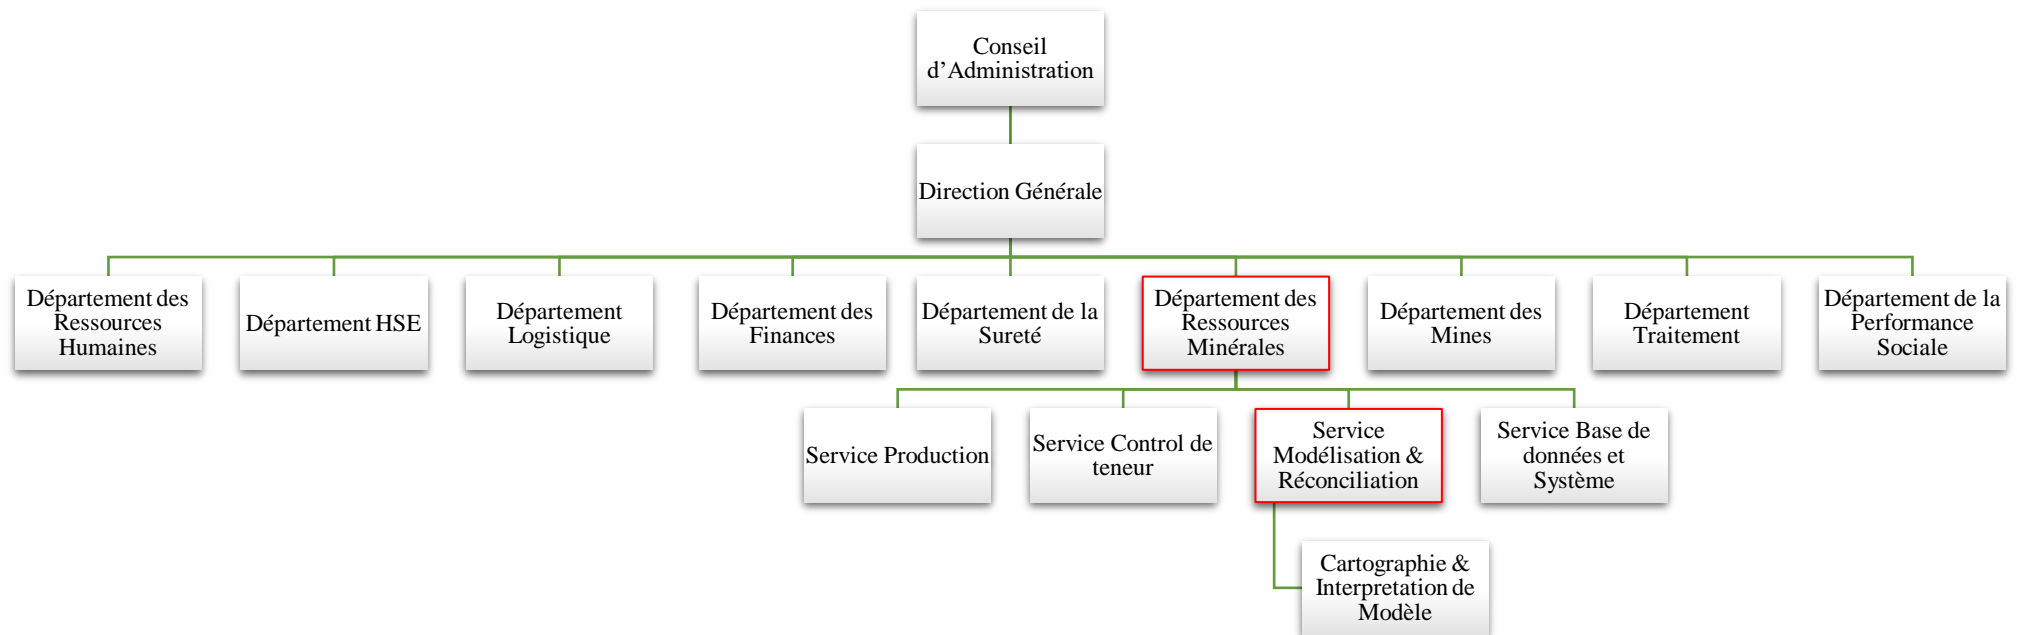 Conseil
d’Administration
Direction Générale
Département des
Ressources
Humaines
Département HSE
Département
Logistique
Département des
Finances
Département de la
Sureté
Département des
Ressources
Minérales
Département des
Mines
Département
Traitement
Département de la
Performance
Sociale
Service Production
Service Control de
teneur
Service
Modélisation &
Réconciliation
Service Base de
données et
Système
Cartographie &
Interpretation de
Modèle